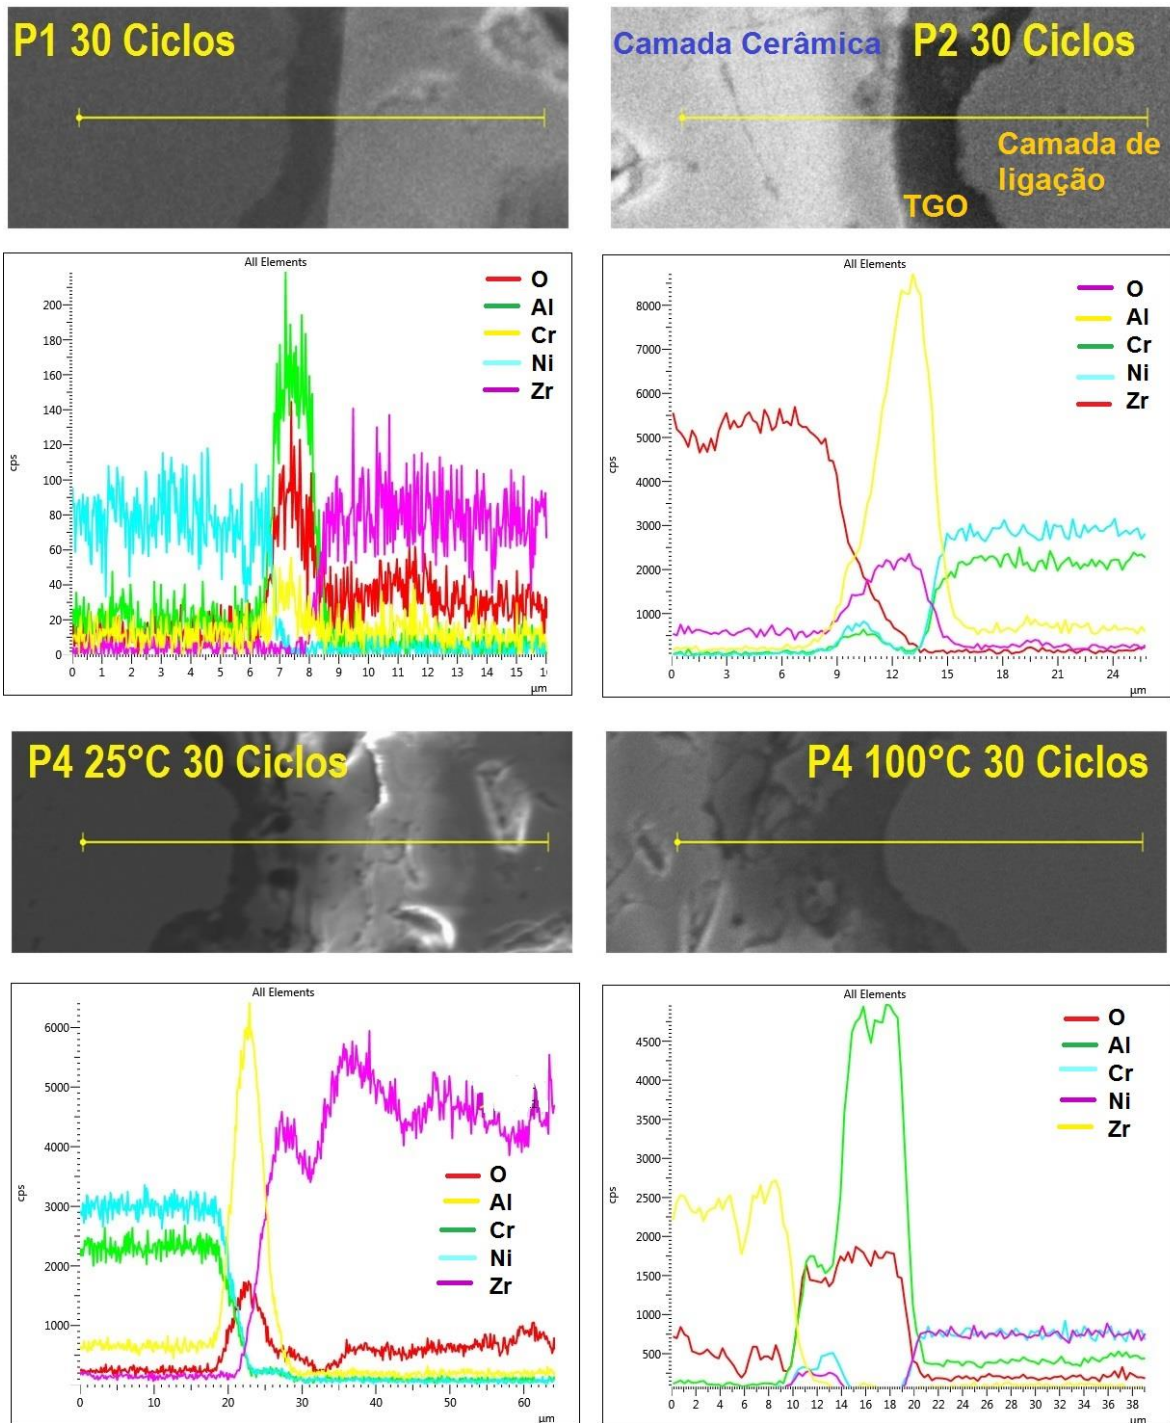 P1 30 Ciclos
Camada Cerâmica P2 30 Ciclos
Camada de
ligação
TGO
All Elements
O
Al
Cr
Ni
Zr
cps
200
180
160
140
120
100
80
60
40
20
0
0 1 2 3 4 5 6 7 8 9 10 11 12 13 14 15 1
µm
All Elements
O
Al
Cr
Ni
Zr
cps
8000
7000
6000
5000
4000
3000
2000
1000
0 3 6 9 12 15 18 21 24
µm
P4 25°C 30 Ciclos
P4 100°C 30 Ciclos
All Elements
O
Al
Cr
Ni
Zr
cps
6000
5000
4000
3000
2000
1000
0 10 20 30 40 50 60
µm
All Elements
O
Al
Cr
Ni
Zr
cps
4500
4000
3500
3000
2500
2000
1500
1000
500
0 2 4 6 8 10 12 14 16 18 20 22 24 26 28 30 32 34 36 38
µm